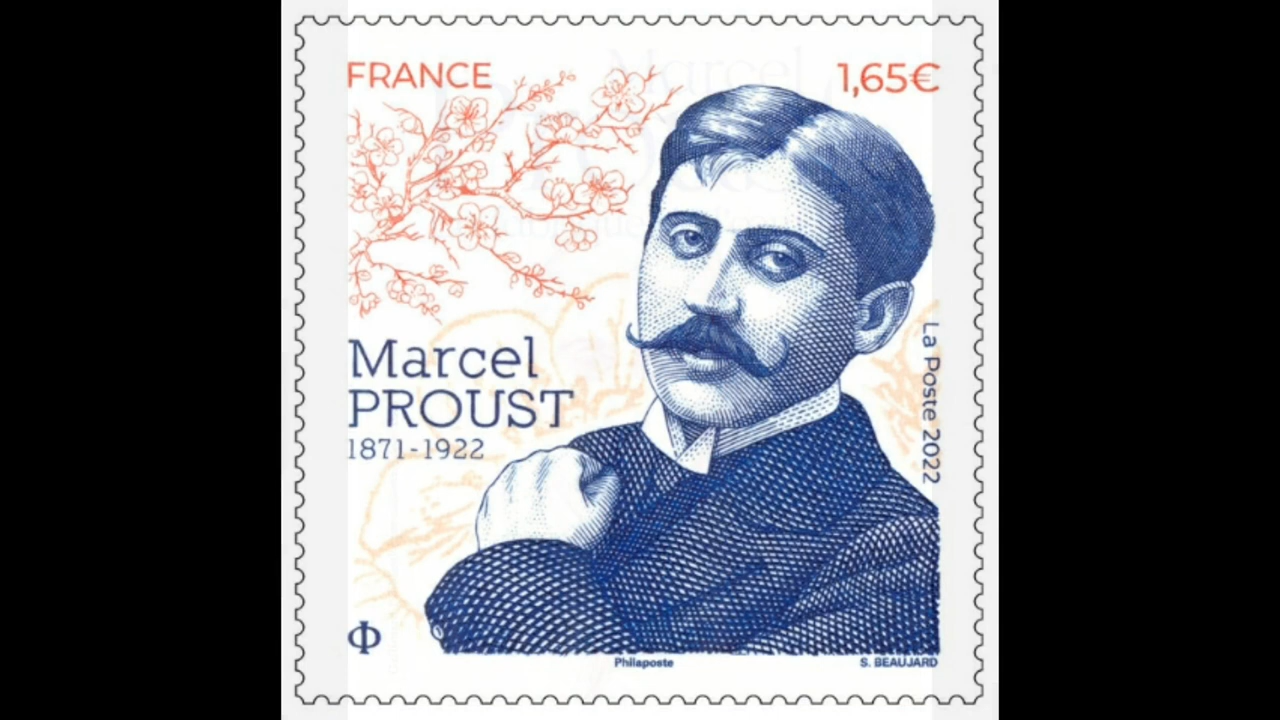 FRANCE
1,65€
Marcel
PROUST
1871-1922
La Poste 2022
Φ
Philaposte
S. BEAUJARD